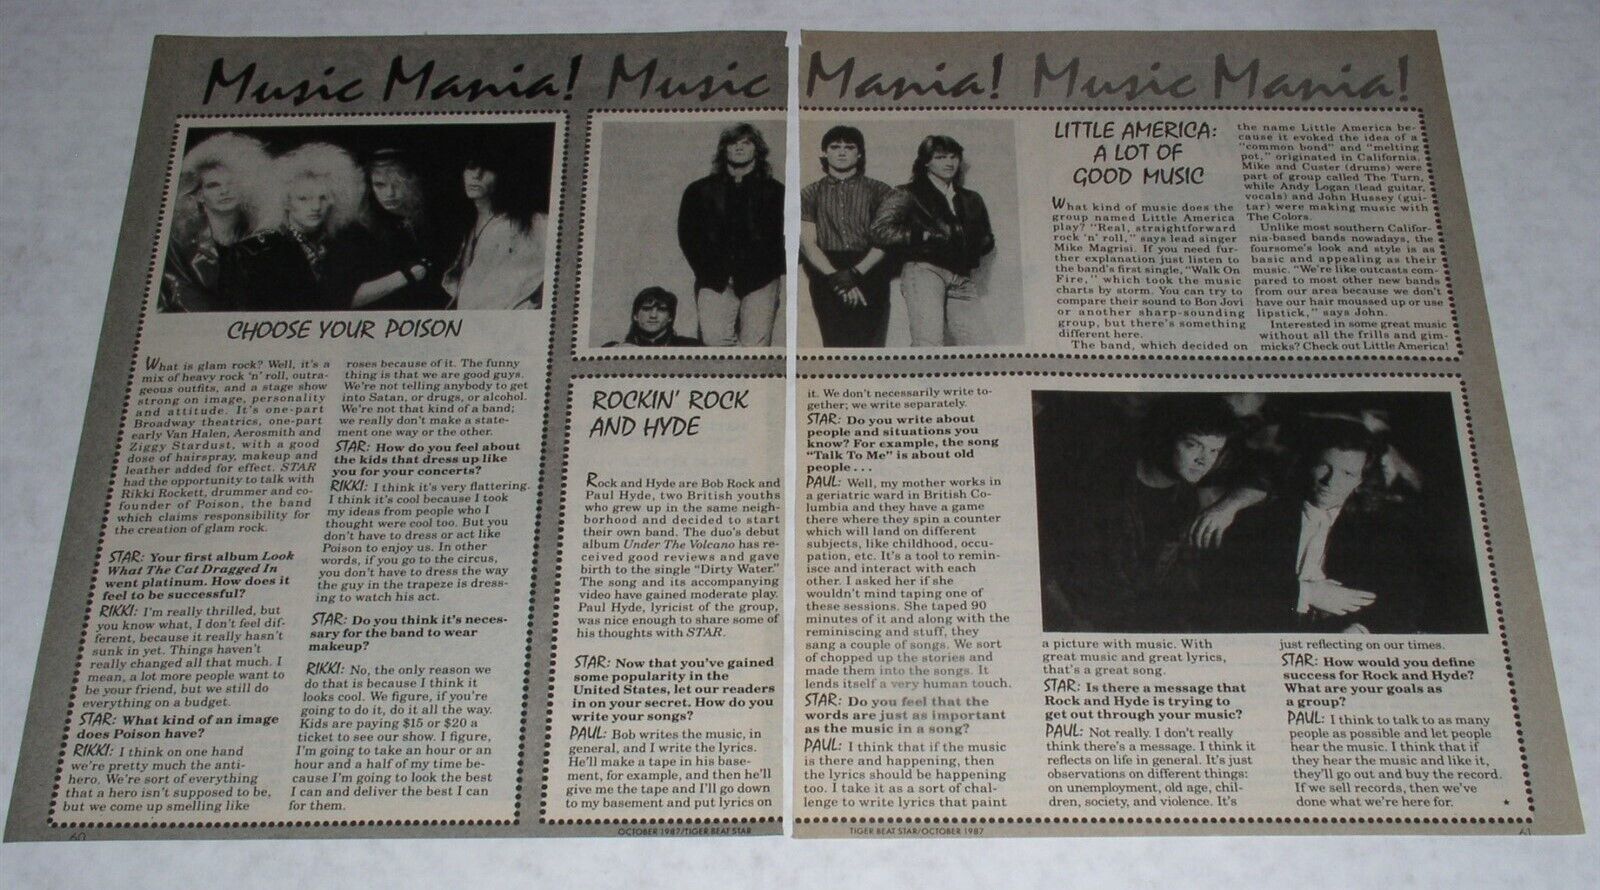 Music Mania! Music Mania! Music Mania!
CHOOSE YOUR POISON
What is glam rock? Well, it's a
mix of heavy rock 'n' roll, outra-
geous outfits, and a stage show
strong on image, personality
and attitude. It's one-part
Broadway theatrics, one-part
early Van Halen, Aerosmith and
Ziggy Stardust, with a good
dose of hairspray, makeup and
leather added for effect. STAR
had the opportunity to talk with
Rikki Rockett, drummer and co-
founder of Poison, the band
which claims responsibility for
the creation of glam rock.
STAR: Your first album Look
What The Cat Dragged In
went platinum. How does it
feel to be successful?
RIKKI: I'm really thrilled, but
you know what, I don't feel dif-
ferent, because it really hasn't
sunk in yet. Things haven't
really changed all that much. I
mean, a lot more people want to
be your friend, but we still do
everything on a budget.
STAR: What kind of an image
does Poison have?
RIKKI: I think on one hand
we're pretty much the anti-
hero. We're sort of everything
that a hero isn't supposed to be,
but we come up smelling like
roses because of it. The funny
thing is that we are good guys.
We're not telling anybody to get
into Satan, or drugs, or alcohol.
We're not that kind of a band;
we really don't make a state-
ment one way or the other.
STAR: How do you feel about
the kids that dress up like
you for your concerts?
RIKKI: I think it's very flattering.
I think it's cool because I took
my ideas from people who I
thought were cool too. But you
don't have to dress or act like
Poison to enjoy us. In other
words, if you go to the circus,
you don't have to dress the way
the guy in the trapeze is dress-
ing to watch his act.
STAR: Do you think it's neces-
sary for the band to wear
makeup?
RIKKI: No, the only reason we
do that is because I think it
looks cool. We figure, if you're
going to do it, do it all the way.
Kids are paying $15 or $20 a
ticket to see our show. I figure,
I'm going to take an hour or an
hour and a half of my time be-
cause I'm going to look the best
I can and deliver the best I can
for them.
LITTLE AMERICA:
A LOT OF
GOOD MUSIC
What kind of music does the
group named Little America
play? "Real, straightforward
rock 'n' roll," says lead singer
Mike Magrisi. If you need fur-
ther explanation just listen to
the band's first single, "Walk On
Fire," which took the music
charts by storm. You can try to
compare their sound to Bon Jovi
or another sharp-sounding
group, but there's something
different here.
The band, which decided on
the name Little America be-
cause it evoked the idea of a
"common bond" and "melting
pot," originated in California.
Mike and Custer (drums) were
part of group called The Turn,
while Andy Logan (lead guitar,
vocals) and John Hussey (gui-
tar) were making music with
The Colors.
Unlike most southern Califor-
nia-based bands nowadays, the
foursome's look and style is as
basic and appealing as their
music. "We're like outcasts com-
pared to most other new bands
from our area because we don't
have our hair moussed up or use
lipstick," says John.
Interested in some great music
without all the frills and gim-
micks? Check out Little America!
ROCKIN' ROCK
AND HYDE
Rock and Hyde are Bob Rock and
Paul Hyde, two British youths
who grew up in the same neigh-
borhood and decided to start
their own band. The duo's debut
album Under The Volcano has re-
ceived good reviews and gave
birth to the single "Dirty Water."
The song and its accompanying
video have gained moderate play.
Paul Hyde, lyricist of the group,
was nice enough to share some of
his thoughts with STAR.
STAR: Now that you've gained
some popularity in the
United States, let our readers
in on your secret. How do you
write your songs?
PAUL: Bob writes the music, in
general, and I write the lyrics.
He'll make a tape in his base-
ment, for example, and then he'll
give me the tape and I'll go down
to my basement and put lyrics on
it. We don't necessarily write to-
gether; we write separately.
STAR: Do you write about
people and situations you
know? For example, the song
"Talk To Me" is about old
people...
PAUL: Well, my mother works in
a geriatric ward in British Co-
lumbia and they have a game
there where they spin a counter
which will land on different
subjects, like childhood, occu-
pation, etc. It's a tool to remin-
isce and interact with each
other. I asked her if she
wouldn't mind taping one of
these sessions. She taped 90
minutes of it and along with the
reminiscing and stuff, they
sang a couple of songs. We sort
of chopped up the stories and
made them into the songs. It
lends itself a very human touch.
STAR: Do you feel that the
words are just as important
as the music in a song?
PAUL: I think that if the music
is there and happening, then
the lyrics should be happening
too. I take it as a sort of chal-
lenge to write lyrics that paint
a picture with music. With
great music and great lyrics,
that's a great song.
STAR: Is there a message that
Rock and Hyde is trying to
get out through your music?
PAUL: Not really. I don't really
think there's a message. I think it
reflects on life in general. It's just
observations on different things:
on unemployment, old age, chil-
dren, society, and violence. It's
just reflecting on our times.
STAR: How would you define
success for Rock and Hyde?
What are your goals as
a group?
PAUL: I think to talk to as many
people as possible and let people
hear the music. I think that if
they hear the music and like it,
they'll go out and buy the record.
If we sell records, then we've
done what we're here for. ★
60
OCTOBER 1987/TIGER BEAT STAR
TIGER BEAT STAR/OCTOBER 1987
61